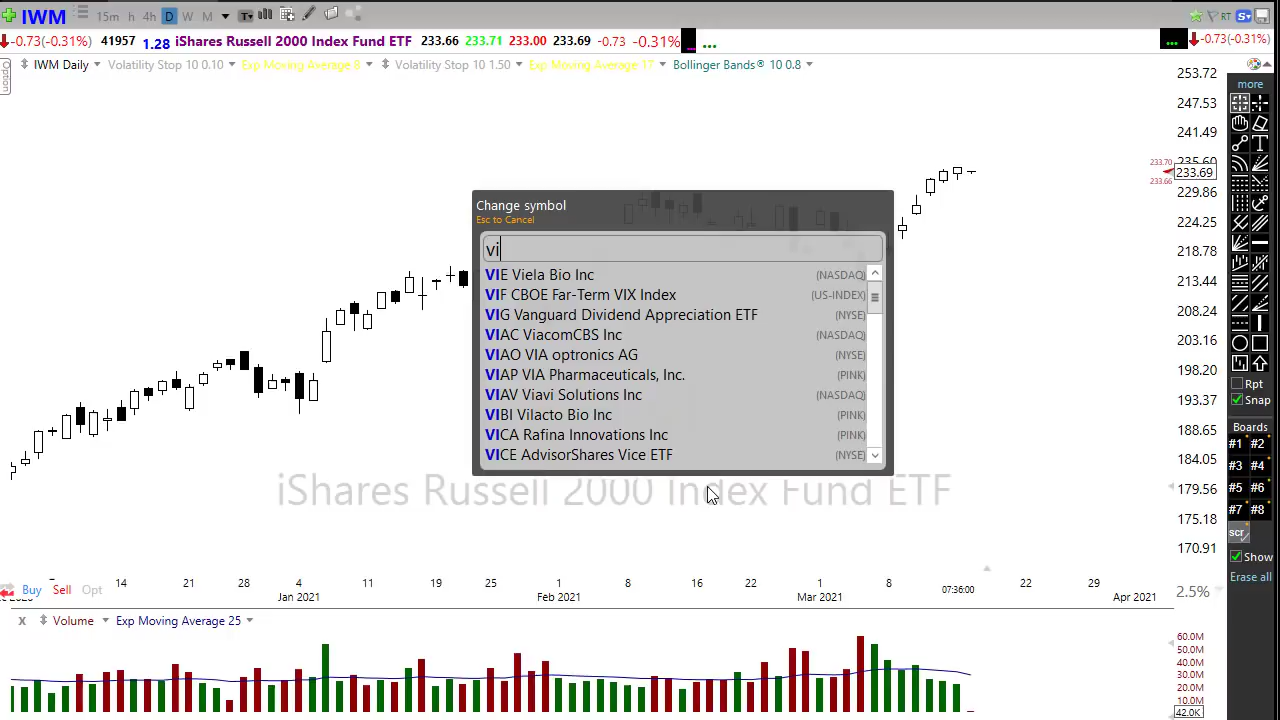 IWM 15m h 4h D W M T RT S
-0.73(-0.31%) 41957 1.28 iShares Russell 2000 Index Fund ETF 233.66 233.71 233.00 233.69 -0.73 -0.31% ... ... -0.73(-0.31%)
Option
IWM Daily Volatility Stop 10 0.10 Exp Moving Average 8 Volatility Stop 10 1.50 Exp Moving Average 17 Bollinger Bands® 10 0.8
253.72
247.53
241.49
235.60
233.70
233.69
233.66
229.86
224.25
218.78
213.44
208.24
203.16
198.20
193.37
188.65
184.05
179.56
175.18
170.91
Change symbol
Esc to Cancel
vi
VIE Viela Bio Inc (NASDAQ)
VIF CBOE Far-Term VIX Index (US-INDEX)
VIG Vanguard Dividend Appreciation ETF (NYSE)
VIAC ViacomCBS Inc (NASDAQ)
VIAO VIA optronics AG (NYSE)
VIAP VIA Pharmaceuticals, Inc. (PINK)
VIAV Viavi Solutions Inc (NASDAQ)
VIBI Vilacto Bio Inc (PINK)
VICA Rafina Innovations Inc (PINK)
VICE AdvisorShares Vice ETF (NYSE)
iShares Russell 2000 Index Fund ETF
more
T
Rpt
Snap
Boards
#1 #2
#3 #4
#5 #6
#7 #8
scr
Show
Erase all
14 21 28 4 11 19 25 1 8 16 22 1 8 22 29
Buy Sell Opt 07:36:00 2.5%
Jan 2021 Feb 2021 Mar 2021 Apr 2021
x Volume Exp Moving Average 25
60.0M
50.0M
40.0M
30.0M
20.0M
10.0M
42.0K